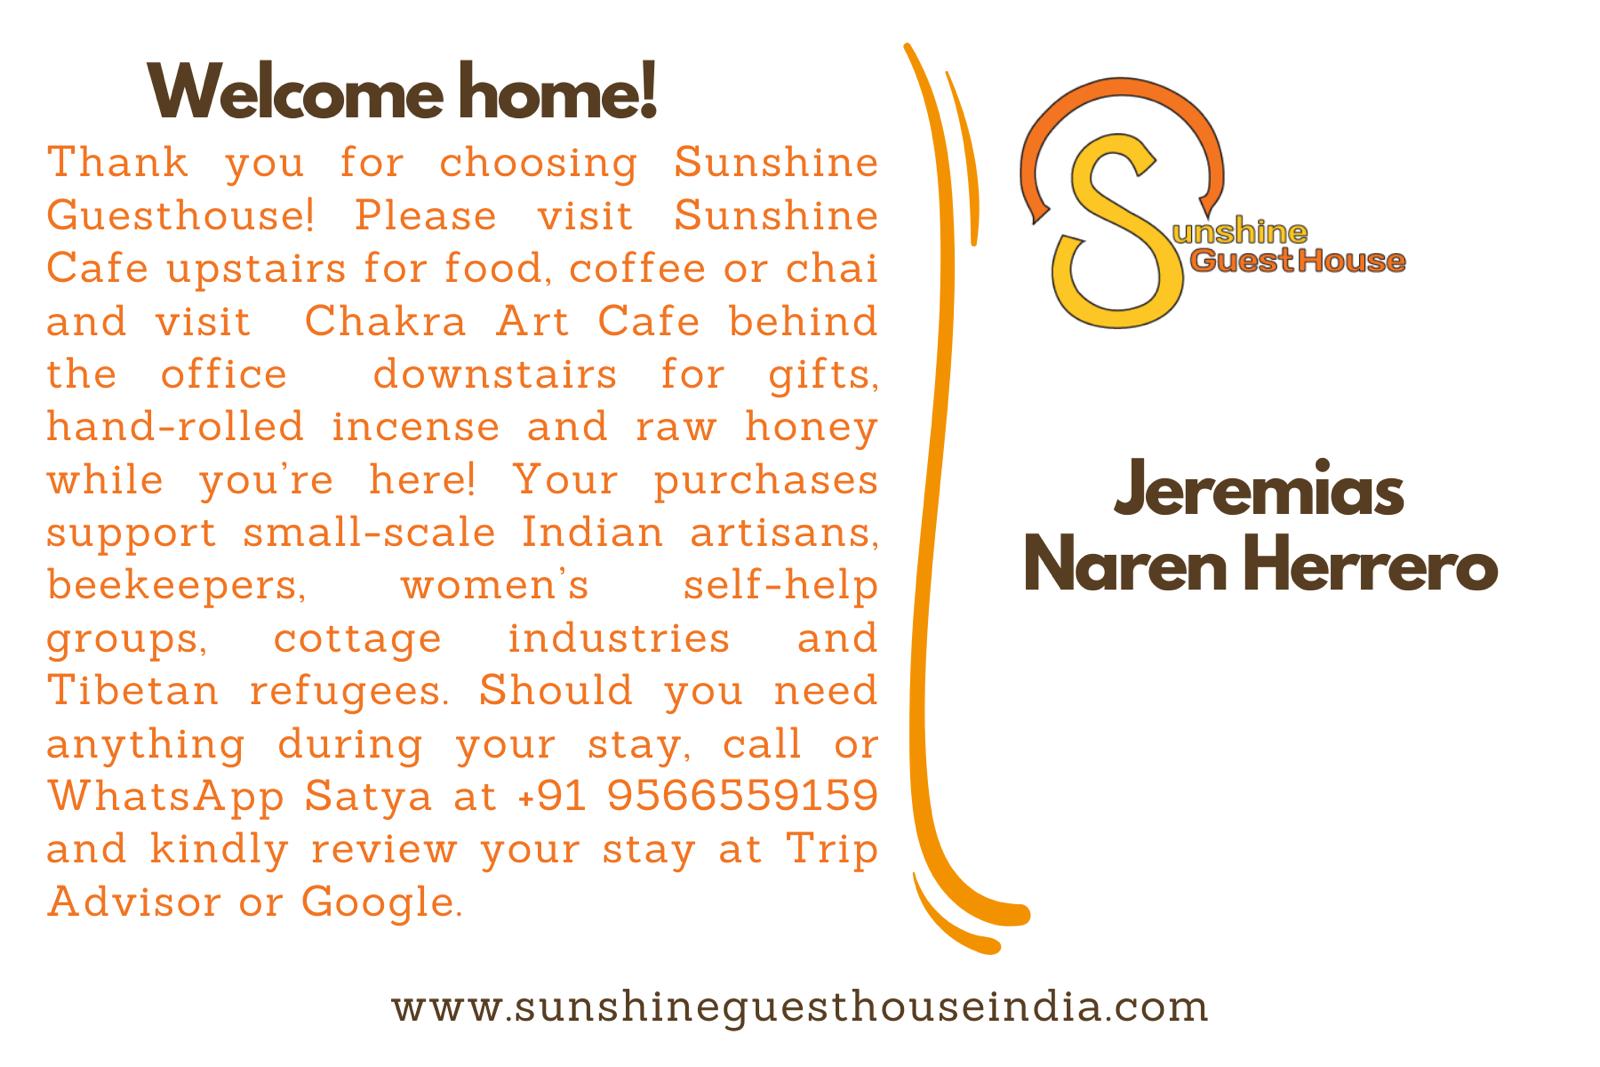 Welcome home!
Thank you for choosing Sunshine
Guesthouse! Please visit Sunshine
Cafe upstairs for food, coffee or chai
and visit Chakra Art Cafe behind
the office downstairs for gifts,
hand-rolled incense and raw honey
while you’re here! Your purchases
support small-scale Indian artisans,
beekeepers, women’s self-help
groups, cottage industries and
Tibetan refugees. Should you need
anything during your stay, call or
WhatsApp Satya at +91 9566559159
and kindly review your stay at Trip
Advisor or Google.
Sunshine
Guest House
Jeremias
Naren Herrero
www.sunshineguesthouseindia.com